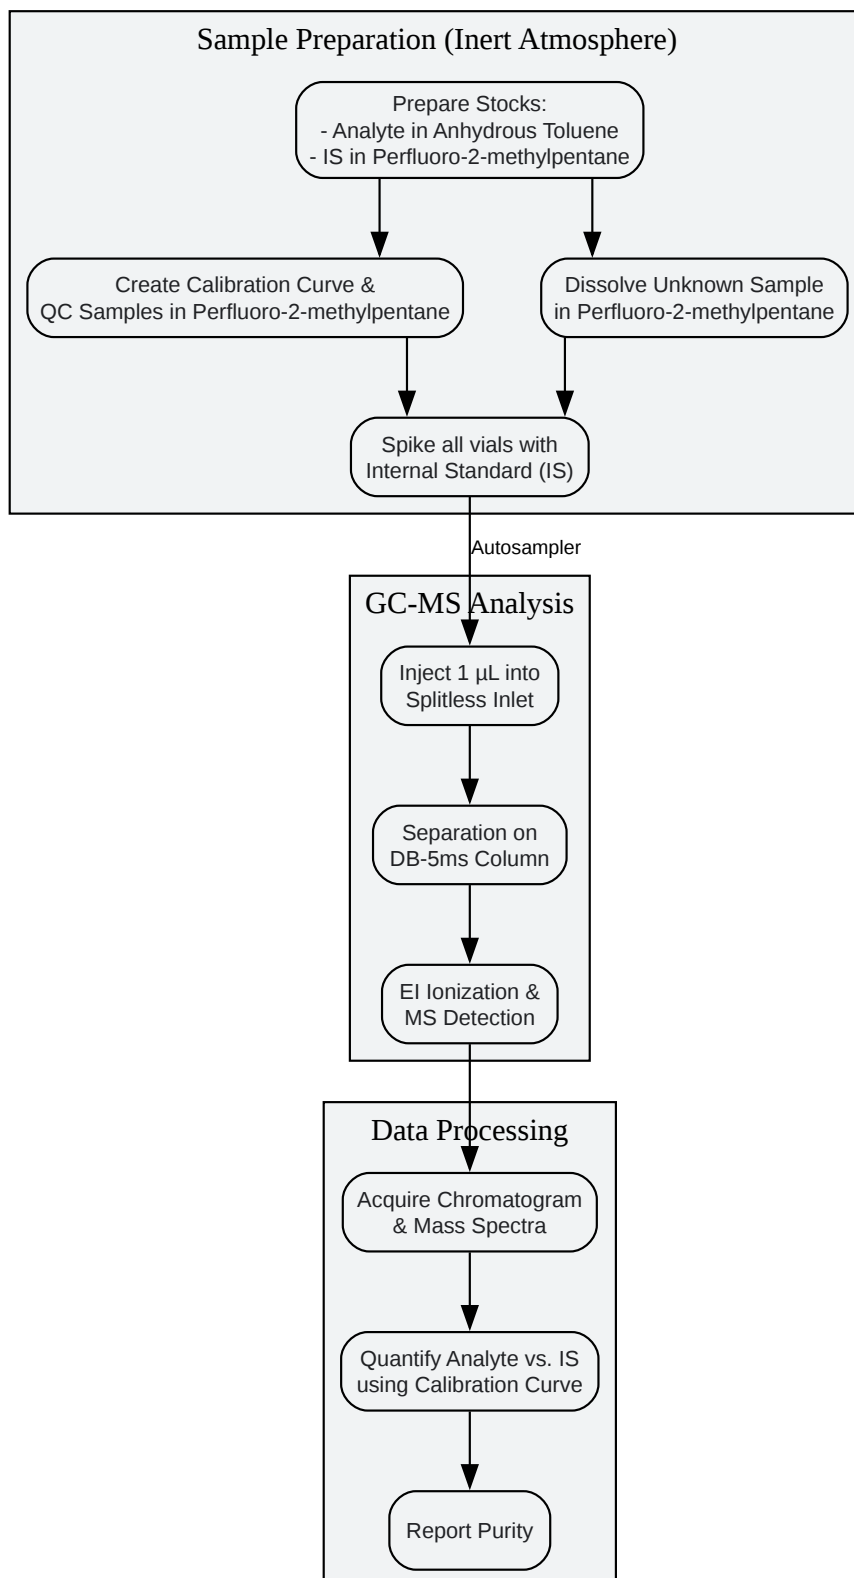 Sample Preparation (Inert Atmosphere)
Prepare Stocks:
- Analyte in Anhydrous Toluene
- IS in Perfluoro-2-methylpentane
Create Calibration Curve &
QC Samples in Perfluoro-2-methylpentane
Dissolve Unknown Sample
in Perfluoro-2-methylpentane
Spike all vials with
Internal Standard (IS)
Autosampler
GC-MS Analysis
Inject 1 µL into
Splitless Inlet
Separation on
DB-5ms Column
EI Ionization &
MS Detection
Data Processing
Acquire Chromatogram
& Mass Spectra
Quantify Analyte vs. IS
using Calibration Curve
Report Purity